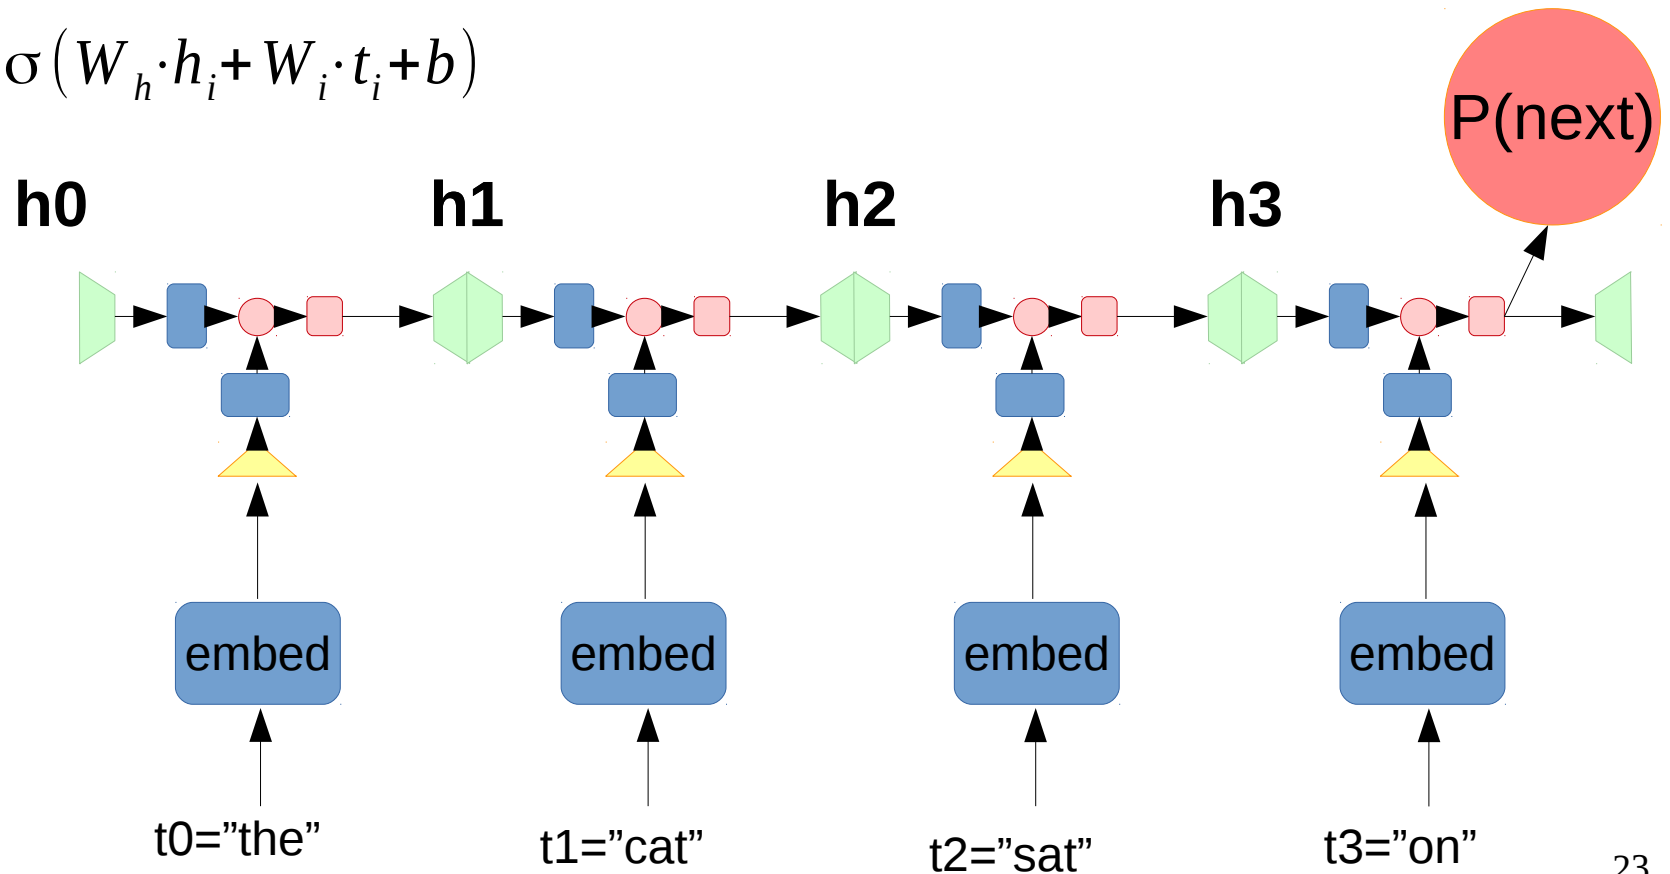 σ(W_h·h_i+W_i·t_i+b)
P(next)
h0 h1 h2 h3
embed embed embed embed
t0=”the” t1=”cat” t2=”sat” t3=”on”
23